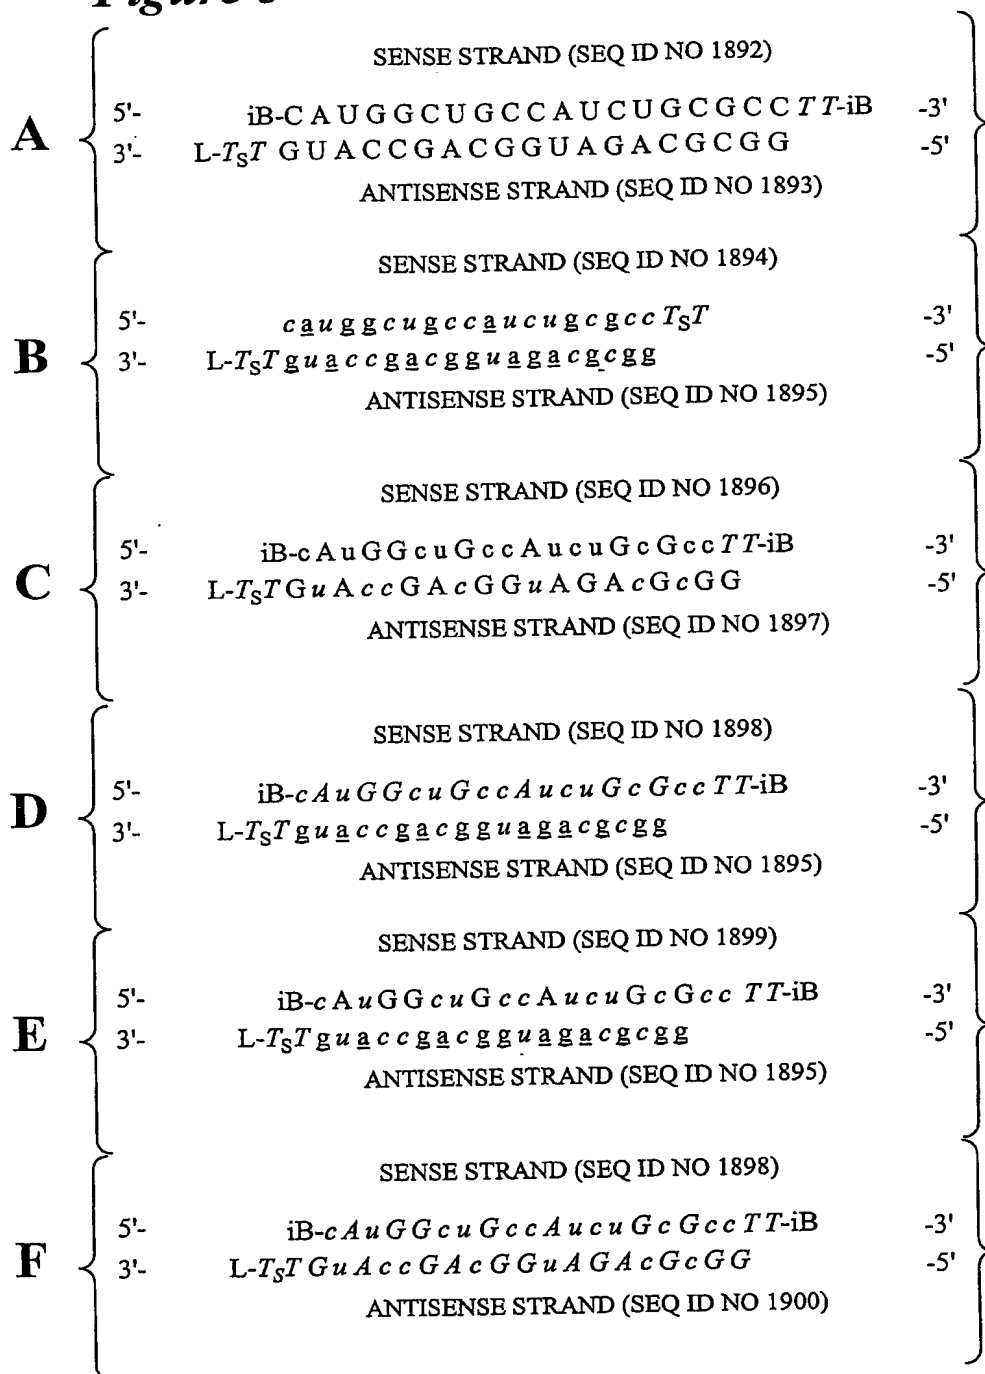 SENSE STRAND (SEQ ID NO 1892)
A
5'- iB-C A U G G C U G C C A U C U G C G C C T T-iB -3'
3'- L-TST G U A C C G A C G G U A G A C G C G G -5'
ANTISENSE STRAND (SEQ ID NO 1893)
SENSE STRAND (SEQ ID NO 1894)
B
5'- c a u g g c u g c c a u c u g c g c c TST -3'
3'- L-TST g u a c c g a c g g u a g a c g c g g -5'
ANTISENSE STRAND (SEQ ID NO 1895)
SENSE STRAND (SEQ ID NO 1896)
C
5'- iB-c A u G G c u G c c A u c u G c G c c T T-iB -3'
3'- L-TST G u A c c G A c G G u A G A c G c G G -5'
ANTISENSE STRAND (SEQ ID NO 1897)
SENSE STRAND (SEQ ID NO 1898)
D
5'- iB-c A u G G c u G c c A u c u G c G c c T T-iB -3'
3'- L-TST g u a c c g a c g g u a g a c g c g g -5'
ANTISENSE STRAND (SEQ ID NO 1895)
SENSE STRAND (SEQ ID NO 1899)
E
5'- iB-c A u G G c u G c c A u c u G c G c c T T-iB -3'
3'- L-TST g u a c c g a c g g u a g a c g c g g -5'
ANTISENSE STRAND (SEQ ID NO 1895)
SENSE STRAND (SEQ ID NO 1898)
F
5'- iB-c A u G G c u G c c A u c u G c G c c T T-iB -3'
3'- L-TST G u A c c G A c G G u A G A c G c G G -5'
ANTISENSE STRAND (SEQ ID NO 1900)